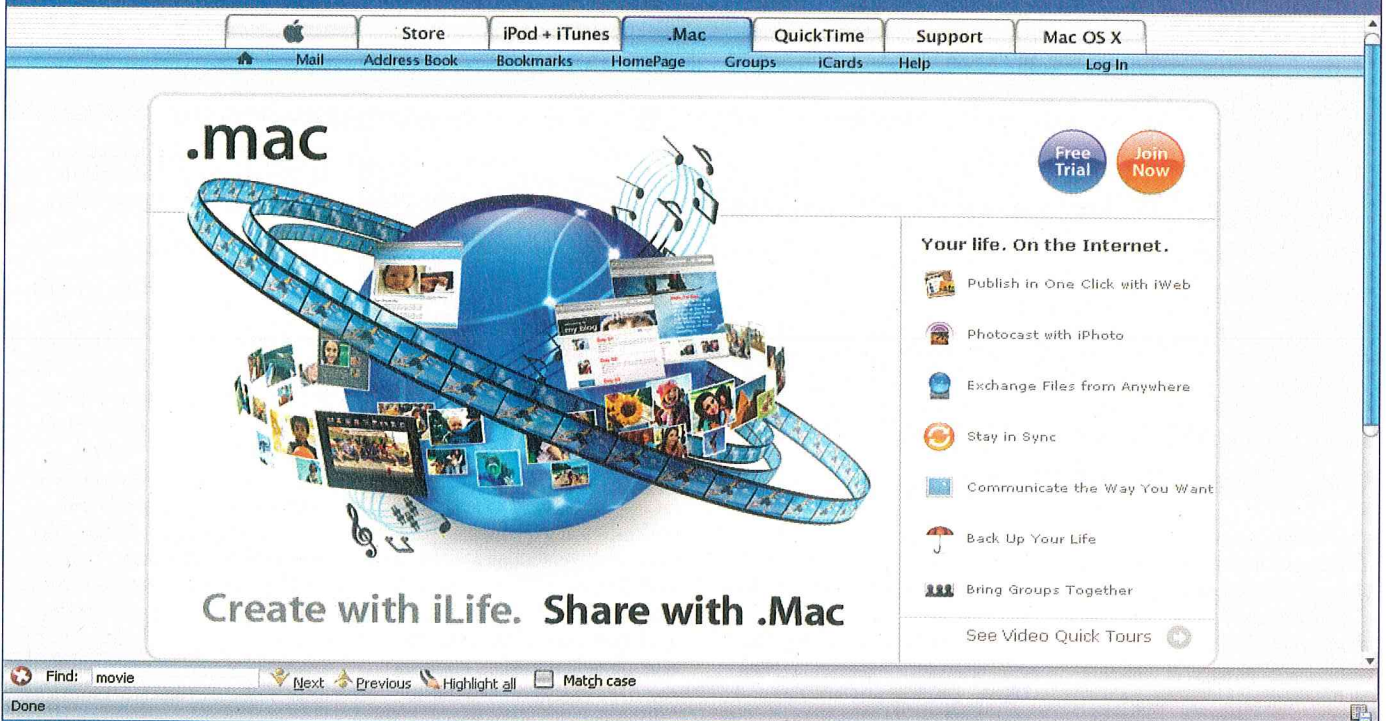 Store iPod + iTunes .Mac QuickTime Support Mac OS X
Mail Address Book Bookmarks HomePage Groups iCards Help Log In
.mac
Free
Trial
Join
Now
Your life. On the Internet.
Publish in One Click with iWeb
Photocast with iPhoto
Exchange Files from Anywhere
Stay in Sync
Communicate the Way You Want
Back Up Your Life
Bring Groups Together
See Video Quick Tours
my blog
Create with iLife. Share with .Mac
Find: movie Next Previous Highlight all Match case
Done